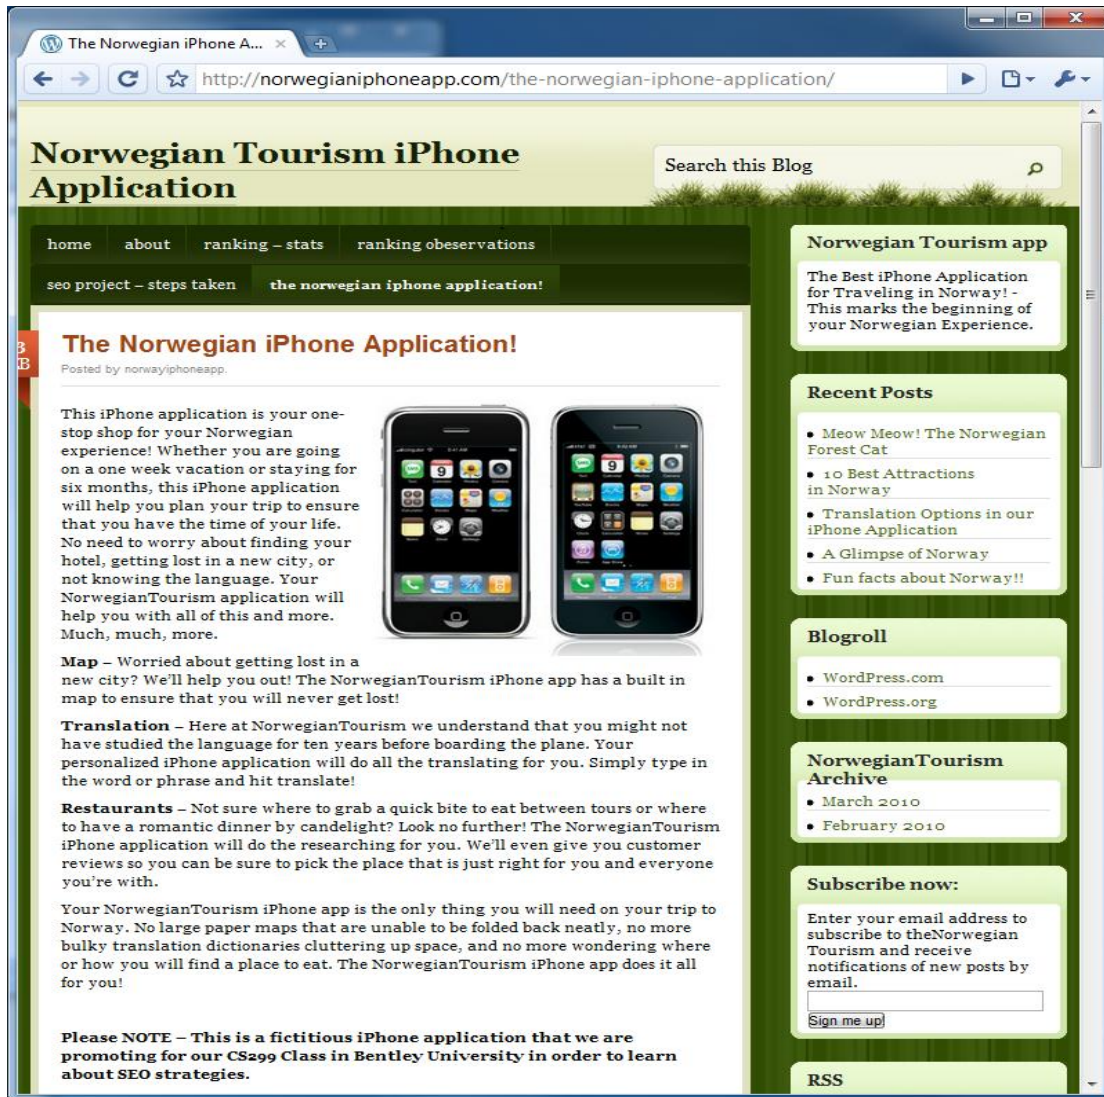 The Norwegian iPhone A...
http://norwegianiphoneapp.com/the-norwegian-iphone-application/
Norwegian Tourism iPhone
Application
Search this Blog
home about ranking – stats ranking obeservations
seo project – steps taken the norwegian iphone application!
The Norwegian iPhone Application!
Posted by norwayiphoneapp.
This iPhone application is your one-
stop shop for your Norwegian
experience! Whether you are going
on a one week vacation or staying for
six months, this iPhone application
will help you plan your trip to ensure
that you have the time of your life.
No need to worry about finding your
hotel, getting lost in a new city, or
not knowing the language. Your
NorwegianTourism application will
help you with all of this and more.
Much, much, more.
Map – Worried about getting lost in a
new city? We'll help you out! The NorwegianTourism iPhone app has a built in
map to ensure that you will never get lost!
Translation – Here at NorwegianTourism we understand that you might not
have studied the language for ten years before boarding the plane. Your
personalized iPhone application will do all the translating for you. Simply type in
the word or phrase and hit translate!
Restaurants – Not sure where to grab a quick bite to eat between tours or where
to have a romantic dinner by candelight? Look no further! The NorwegianTourism
iPhone application will do the researching for you. We'll even give you customer
reviews so you can be sure to pick the place that is just right for you and everyone
you're with.
Your NorwegianTourism iPhone app is the only thing you will need on your trip to
Norway. No large paper maps that are unable to be folded back neatly, no more
bulky translation dictionaries cluttering up space, and no more wondering where
or how you will find a place to eat. The NorwegianTourism iPhone app does it all
for you!
Please NOTE – This is a fictitious iPhone application that we are
promoting for our CS299 Class in Bentley University in order to learn
about SEO strategies.
9
9
Norwegian Tourism app
The Best iPhone Application
for Traveling in Norway! -
This marks the beginning of
your Norwegian Experience.
Recent Posts
Meow Meow! The Norwegian
Forest Cat
10 Best Attractions
in Norway
Translation Options in our
iPhone Application
A Glimpse of Norway
Fun facts about Norway!!
Blogroll
WordPress.com
WordPress.org
NorwegianTourism
Archive
March 2010
February 2010
Subscribe now:
Enter your email address to
subscribe to theNorwegian
Tourism and receive
notifications of new posts by
email.
Sign me up!
RSS